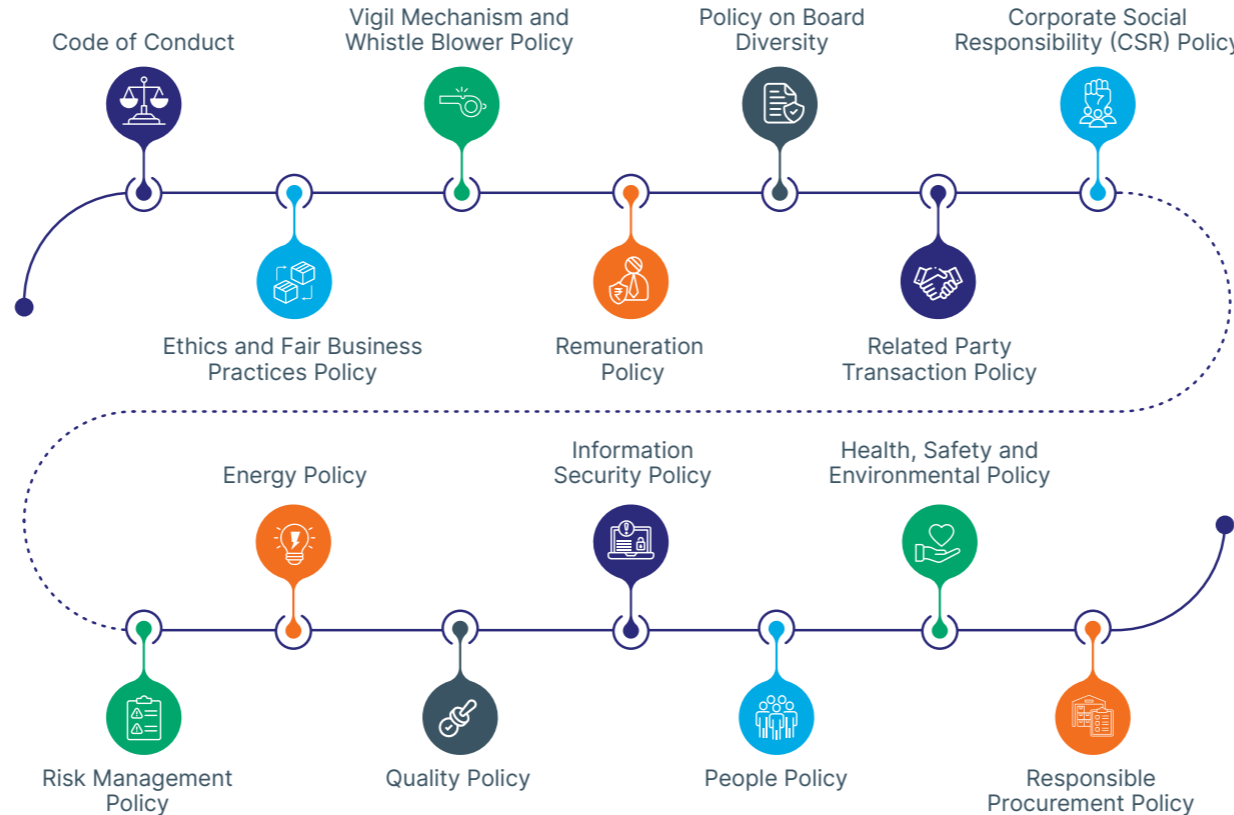 Code of Conduct
Vigil Mechanism and
Whistle Blower Policy
Policy on Board
Diversity
Corporate Social
Responsibility (CSR) Policy
₹
Ethics and Fair Business
Practices Policy
Remuneration
Policy
Related Party
Transaction Policy
Energy Policy
Information
Security Policy
Health, Safety and
Environmental Policy
Risk Management
Policy
Quality Policy
People Policy
Responsible
Procurement Policy